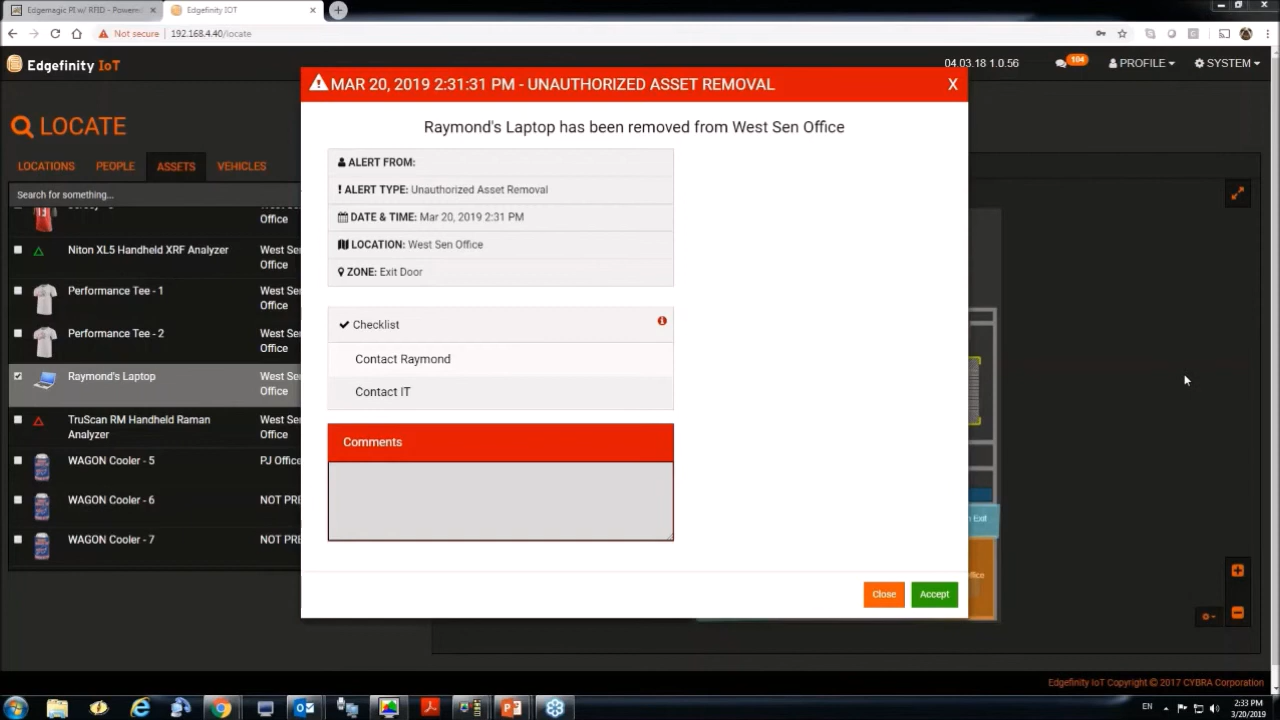 Edgemagic PI w/ RFID - Powered
Edgefinity IOT
Not secure
192.168.4.40/locate
Edgefinity IoT
04.03.18 1.0.56
104
PROFILE
SYSTEM
MAR 20, 2019 2:31:31 PM - UNAUTHORIZED ASSET REMOVAL
X
LOCATE
Raymond's Laptop has been removed from West Sen Office
LOCATIONS
PEOPLE
ASSETS
VEHICLES
Search for something...
ALERT FROM:
ALERT TYPE: Unauthorized Asset Removal
DATE & TIME: Mar 20, 2019 2:31 PM
LOCATION: West Sen Office
ZONE: Exit Door
Office
Niton XL5 Handheld XRF Analyzer
West Sen
Office
Performance Tee - 1
West Sen
Office
Performance Tee - 2
West Sen
Office
Raymond's Laptop
West Sen
Office
TruScan RM Handheld Raman
Analyzer
West Sen
Office
WAGON Cooler - 5
PJ Office
WAGON Cooler - 6
NOT PRE
WAGON Cooler - 7
NOT PRE
Checklist
Contact Raymond
Contact IT
Comments
Exit
Close
Accept
Edgefinity IoT Copyright © 2017 CYBRA Corporation
EN
2:33 PM
3/20/2019